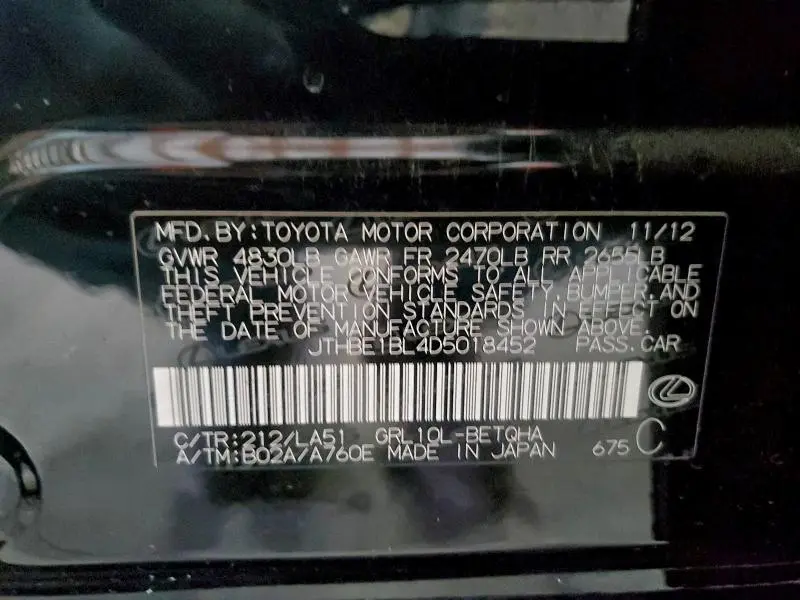 MFD. BY: TOYOTA MOTOR CORPORATION 11/12
GVWR 4830LB GAWR FR 2470LB RR 2655LB
THIS VEHICLE CONFORMS TO ALL APPLICABLE
FEDERAL MOTOR VEHICLE SAFETY, BUMPER, AND
THEFT PREVENTION STANDARDS IN EFFECT ON
THE DATE OF MANUFACTURE SHOWN ABOVE.
JTHBE1BL4D5018452 PASS. CAR
C/TR: 212/LA51 GRL10L-BETQHA
A/TM: B02A/A760E MADE IN JAPAN 675 C